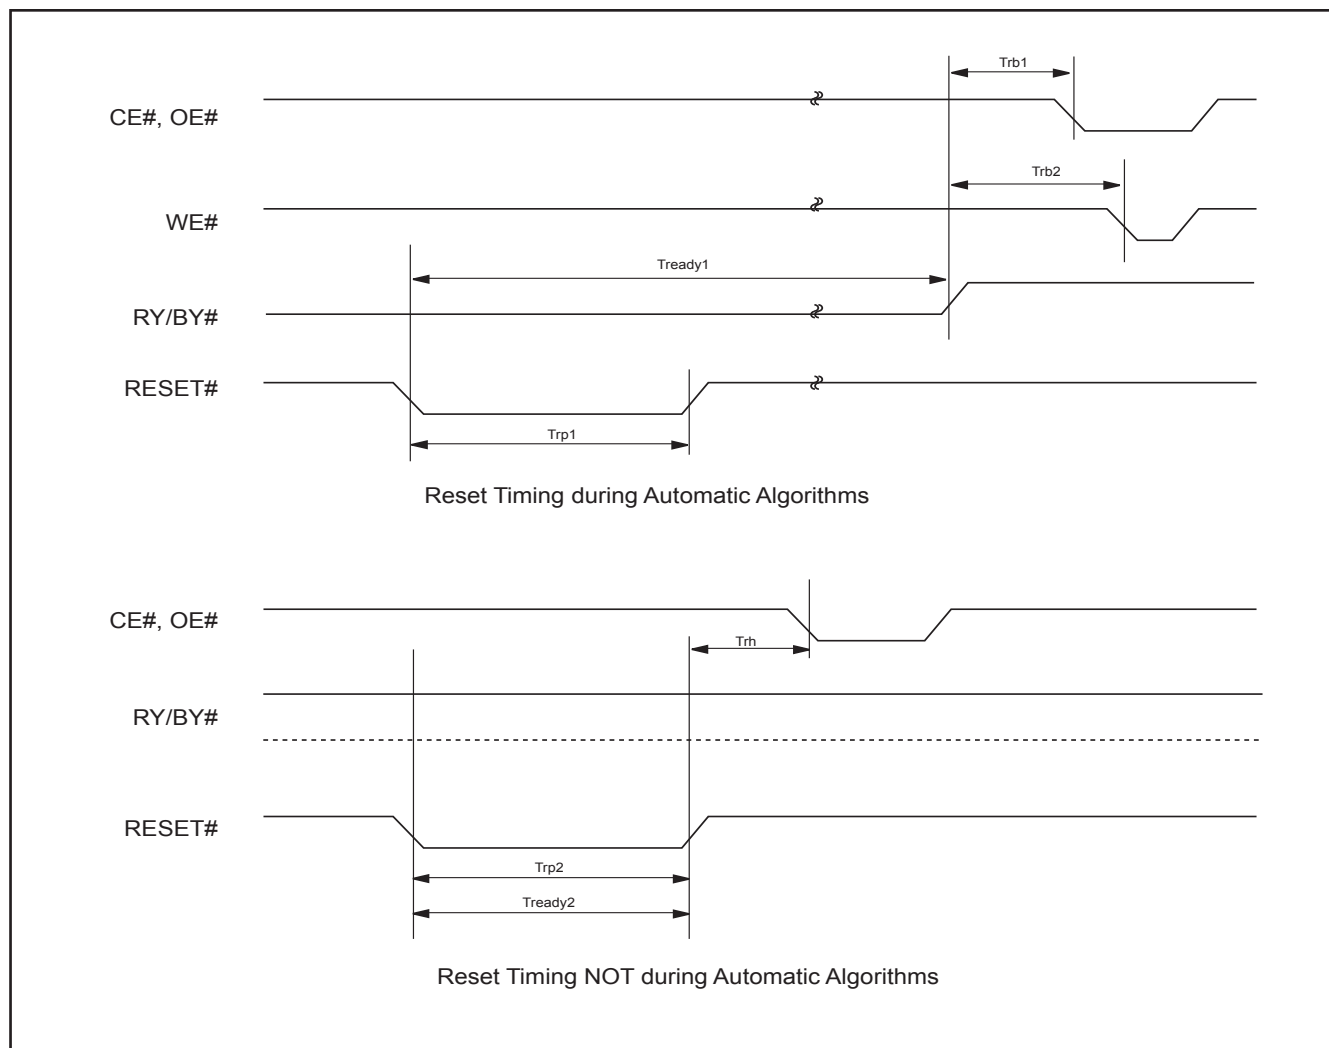 Trb1
CE#, OE#
Trb2
WE#
Tready1
RY/BY#
RESET#
Trp1
Reset Timing during Automatic Algorithms
CE#, OE#
Trh
RY/BY#
RESET#
Trp2
Tready2
Reset Timing NOT during Automatic Algorithms